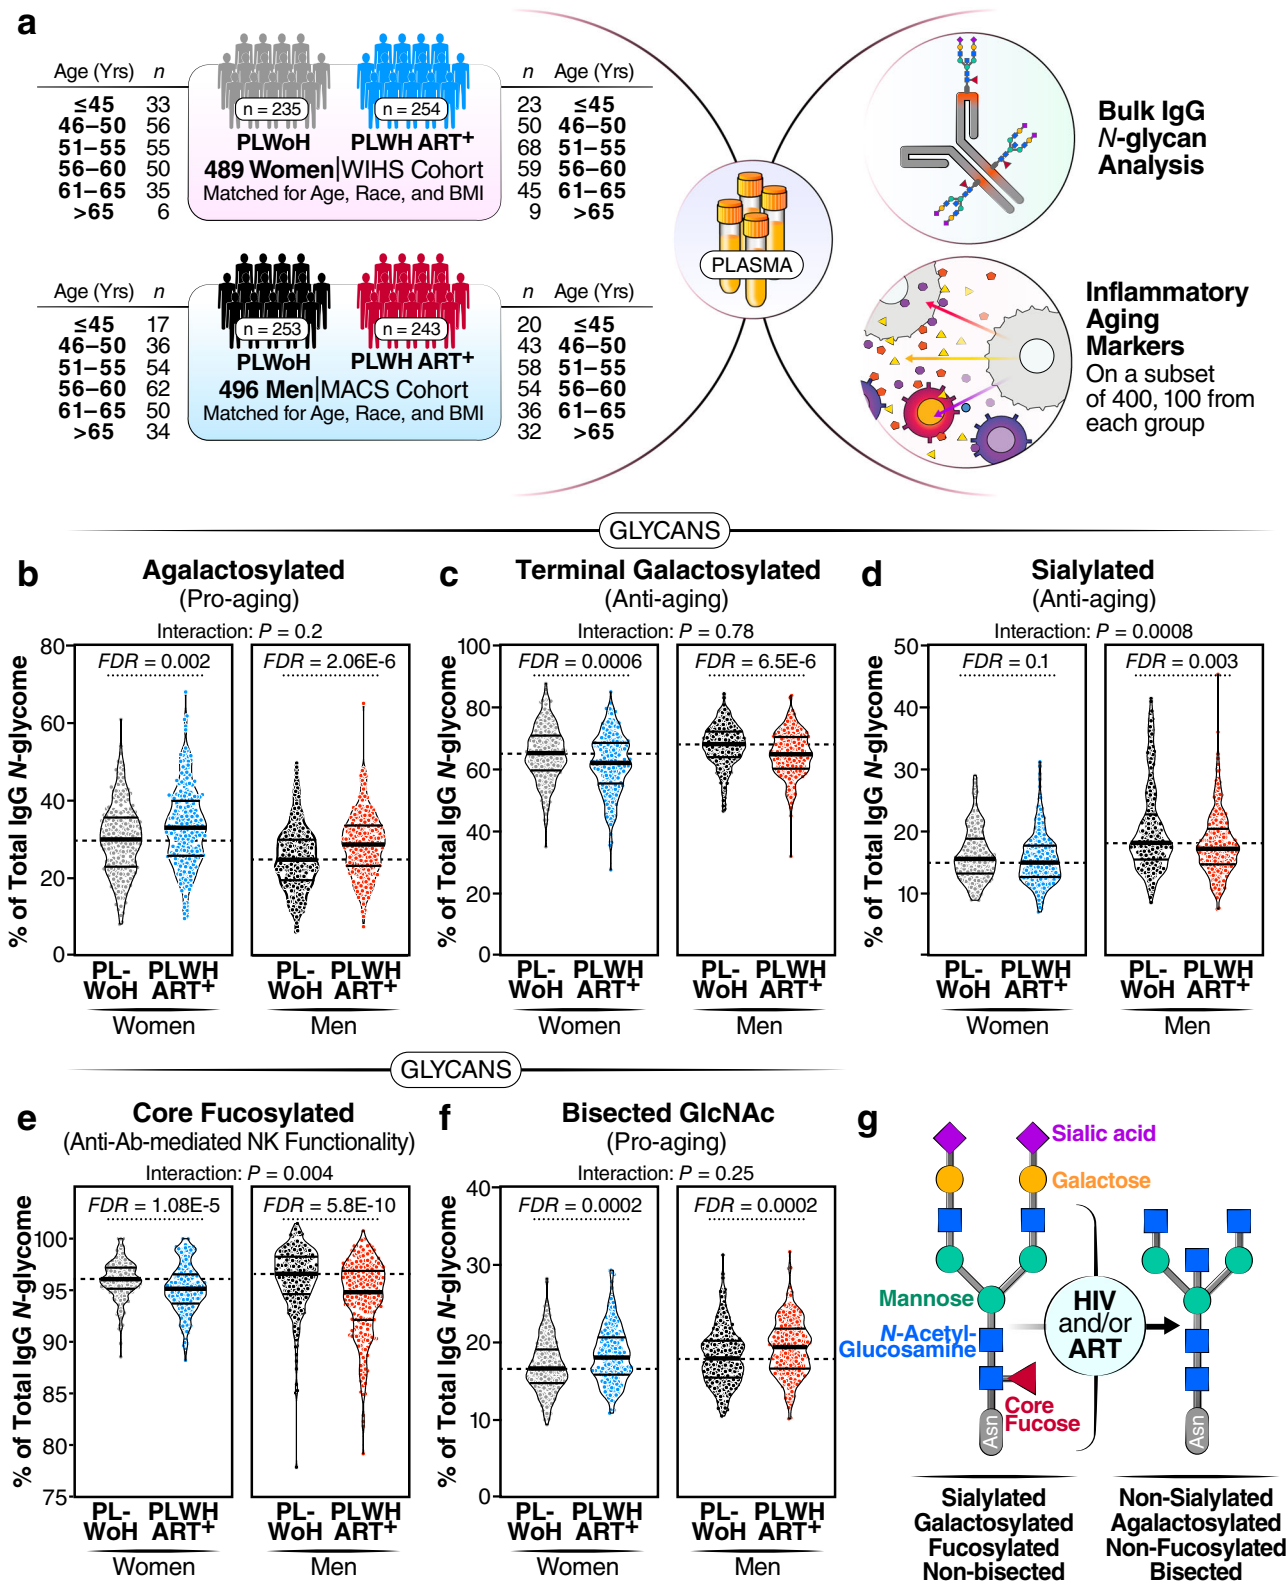 a
Age (Yrs) n
≤45 33
46–50 56
51–55 55
56–60 50
61–65 35
>65 6
n = 235
PLWoH
n = 254
PLWH ART+
489 Women|WIHS Cohort
Matched for Age, Race, and BMI
n Age (Yrs)
23 ≤45
50 46–50
68 51–55
59 56–60
45 61–65
9 >65
Age (Yrs) n
≤45 17
46–50 36
51–55 54
56–60 62
61–65 50
>65 34
n = 253
PLWoH
n = 243
PLWH ART+
496 Men|MACS Cohort
Matched for Age, Race, and BMI
n Age (Yrs)
20 ≤45
43 46–50
58 51–55
54 56–60
36 61–65
32 >65
PLASMA
Bulk IgG
N-glycan
Analysis
Inflammatory
Aging
Markers
On a subset
of 400, 100 from
each group
GLYCANS
b
Agalactosylated
(Pro-aging)
Interaction: P = 0.2
FDR = 0.002
FDR = 2.06E-6
% of Total IgG N-glycome
80
60
40
20
0
PL-
WoH
PLWH
ART+
PL-
WoH
PLWH
ART+
Women
Men
c
Terminal Galactosylated
(Anti-aging)
Interaction: P = 0.78
FDR = 0.0006
FDR = 6.5E-6
% of Total IgG N-glycome
100
80
60
40
20
0
PL-
WoH
PLWH
ART+
PL-
WoH
PLWH
ART+
Women
Men
d
Sialylated
(Anti-aging)
Interaction: P = 0.0008
FDR = 0.1
FDR = 0.003
% of Total IgG N-glycome
50
40
30
20
10
PL-
WoH
PLWH
ART+
PL-
WoH
PLWH
ART+
Women
Men
GLYCANS
e
Core Fucosylated
(Anti-Ab-mediated NK Functionality)
Interaction: P = 0.004
FDR = 1.08E-5
FDR = 5.8E-10
% of Total IgG N-glycome
100
95
90
85
80
75
PL-
WoH
PLWH
ART+
PL-
WoH
PLWH
ART+
Women
Men
f
Bisected GlcNAc
(Pro-aging)
Interaction: P = 0.25
FDR = 0.0002
FDR = 0.0002
% of Total IgG N-glycome
40
30
20
10
0
PL-
WoH
PLWH
ART+
PL-
WoH
PLWH
ART+
Women
Men
g
Sialic acid
Galactose
Mannose
N-Acetyl-
Glucosamine
Core
Fucose
Asn
HIV
and/or
ART
Asn
Sialylated
Galactosylated
Fucosylated
Non-bisected
Non-Sialylated
Agalactosylated
Non-Fucosylated
Bisected